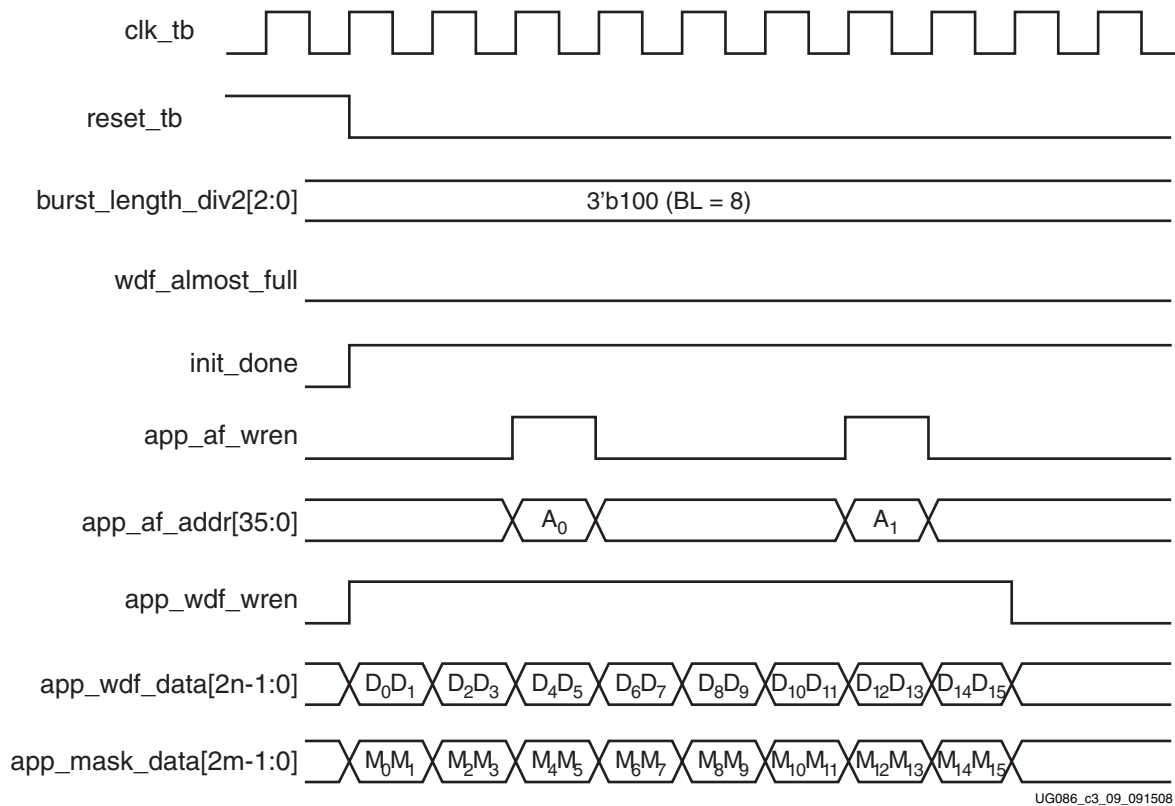 clk_tb
reset_tb
burst_length_div2[2:0] 3'b100 (BL = 8)
wdf_almost_full
init_done
app_af_wren
app_af_addr[35:0] A0 A1
app_wdf_wren
app_wdf_data[2n-1:0] D0D1 D2D3 D4D5 D6D7 D8D9 D10D11 D12D13 D14D15
app_mask_data[2m-1:0] M0M1 M2M3 M4M5 M6M7 M8M9 M10M11 M12M13 M14M15
UG086_c3_09_091508